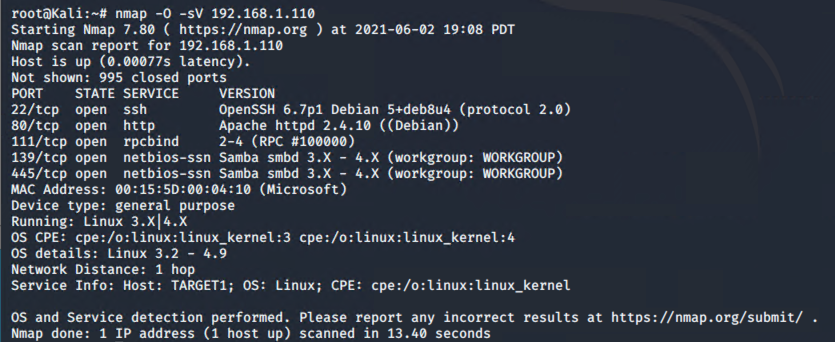 root@Kali:~# nmap -O -sV 192.168.1.110
Starting Nmap 7.80 ( https://nmap.org ) at 2021-06-02 19:08 PDT
Nmap scan report for 192.168.1.110
Host is up (0.00077s latency).
Not shown: 995 closed ports
PORT    STATE SERVICE     VERSION
22/tcp  open  ssh         OpenSSH 6.7p1 Debian 5+deb8u4 (protocol 2.0)
80/tcp  open  http        Apache httpd 2.4.10 ((Debian))
111/tcp open  rpcbind     2-4 (RPC #100000)
139/tcp open  netbios-ssn Samba smbd 3.X - 4.X (workgroup: WORKGROUP)
445/tcp open  netbios-ssn Samba smbd 3.X - 4.X (workgroup: WORKGROUP)
MAC Address: 00:15:5D:00:04:10 (Microsoft)
Device type: general purpose
Running: Linux 3.X|4.X
OS CPE: cpe:/o:linux:linux_kernel:3 cpe:/o:linux:linux_kernel:4
OS details: Linux 3.2 - 4.9
Network Distance: 1 hop
Service Info: Host: TARGET1; OS: Linux; CPE: cpe:/o:linux:linux_kernel

OS and Service detection performed. Please report any incorrect results at https://nmap.org/submit/ .
Nmap done: 1 IP address (1 host up) scanned in 13.40 seconds